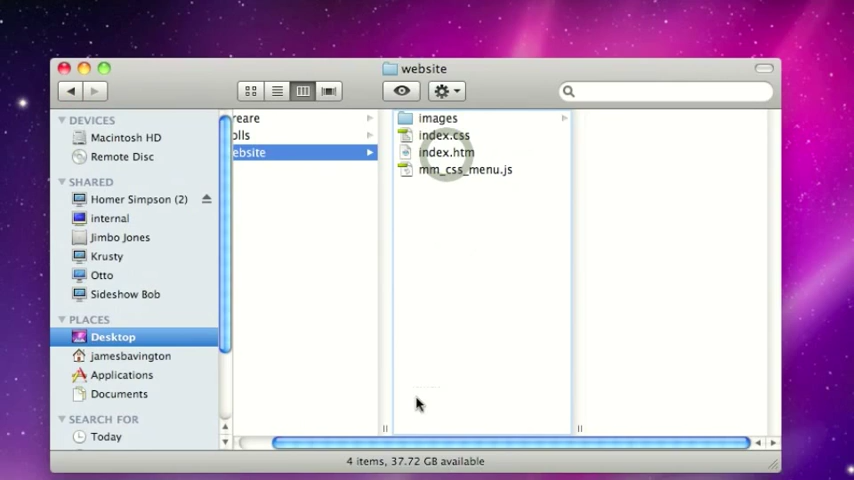 website
DEVICES
Macintosh HD
Remote Disc
SHARED
Homer Simpson (2)
internal
Jimbo Jones
Krusty
Otto
Sideshow Bob
PLACES
Desktop
jamesbavington
Applications
Documents
SEARCH FOR
Today
eare
olls
ebsite
images
index.css
index.htm
mm_css_menu.js
4 items, 37.72 GB available